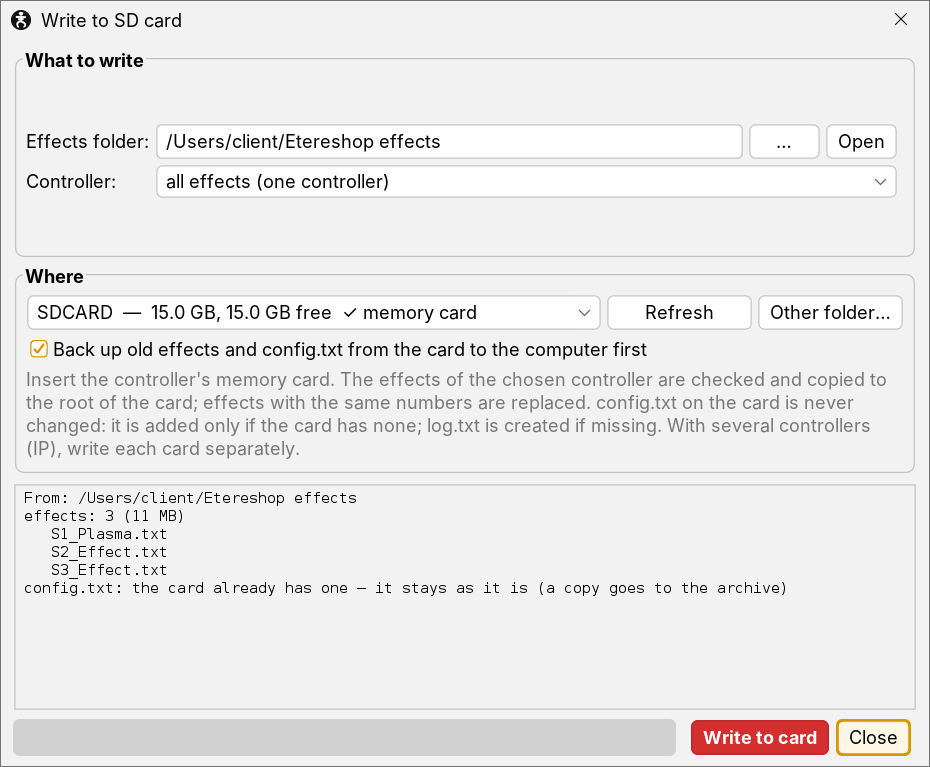 Write to SD card
What to write
Effects folder: /Users/client/Etereshop effects ... Open
Controller: all effects (one controller)
Where
SDCARD — 15.0 GB, 15.0 GB free ✓ memory card Refresh Other folder...
Back up old effects and config.txt from the card to the computer first
Insert the controller's memory card. The effects of the chosen controller are checked and copied to
the root of the card; effects with the same numbers are replaced. config.txt on the card is never
changed: it is added only if the card has none; log.txt is created if missing. With several controllers
(IP), write each card separately.
From: /Users/client/Etereshop effects
effects: 3 (11 MB)
S1_Plasma.txt
S2_Effect.txt
S3_Effect.txt
config.txt: the card already has one — it stays as it is (a copy goes to the archive)
Write to card Close